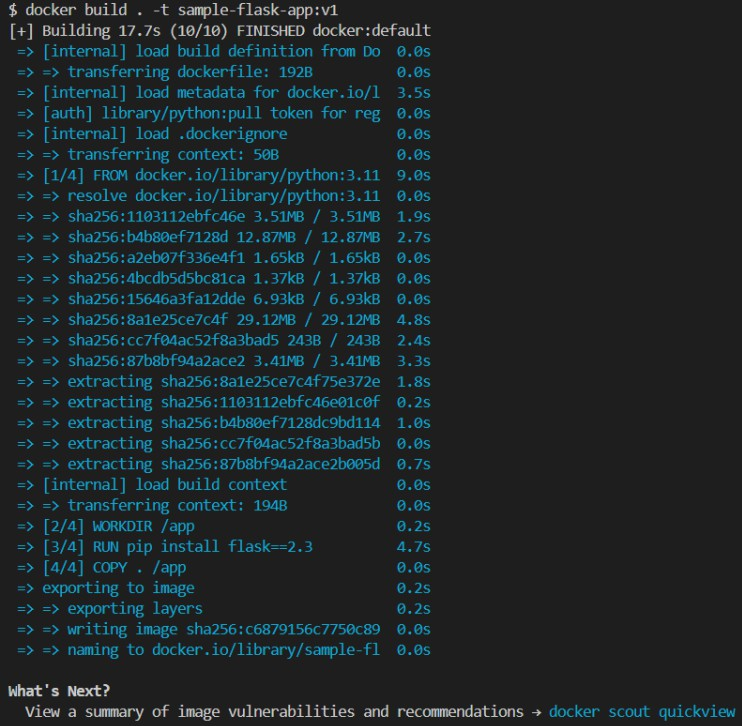 $ docker build . -t sample-flask-app:v1
[+] Building 17.7s (10/10) FINISHED docker:default
=> [internal] load build definition from Do 0.0s
=> => transferring dockerfile: 192B 0.0s
=> [internal] load metadata for docker.io/l 3.5s
=> [auth] library/python:pull token for reg 0.0s
=> [internal] load .dockerignore 0.0s
=> => transferring context: 50B 0.0s
=> [1/4] FROM docker.io/library/python:3.11 9.0s
=> => resolve docker.io/library/python:3.11 0.0s
=> => sha256:1103112ebfc46e 3.51MB / 3.51MB 1.9s
=> => sha256:b4b80ef7128d 12.87MB / 12.87MB 2.7s
=> => sha256:a2eb07f336e4f1 1.65kB / 1.65kB 0.0s
=> => sha256:4bcdb5d5bc81ca 1.37kB / 1.37kB 0.0s
=> => sha256:15646a3fa12dde 6.93kB / 6.93kB 0.0s
=> => sha256:8a1e25ce7c4f 29.12MB / 29.12MB 4.8s
=> => sha256:cc7f04ac52f8a3bad5 243B / 243B 2.4s
=> => sha256:87b8bf94a2ace2 3.41MB / 3.41MB 3.3s
=> => extracting sha256:8a1e25ce7c4f75e372e 1.8s
=> => extracting sha256:1103112ebfc46e01c0f 0.2s
=> => extracting sha256:b4b80ef7128dc9bd114 1.0s
=> => extracting sha256:cc7f04ac52f8a3bad5b 0.0s
=> => extracting sha256:87b8bf94a2ace2b005d 0.7s
=> [internal] load build context 0.0s
=> => transferring context: 194B 0.0s
=> [2/4] WORKDIR /app 0.2s
=> [3/4] RUN pip install flask==2.3 4.7s
=> [4/4] COPY . /app 0.0s
=> exporting to image 0.2s
=> => exporting layers 0.2s
=> => writing image sha256:c6879156c7750c89 0.0s
=> => naming to docker.io/library/sample-fl 0.0s
What's Next?
View a summary of image vulnerabilities and recommendations → docker scout quickview